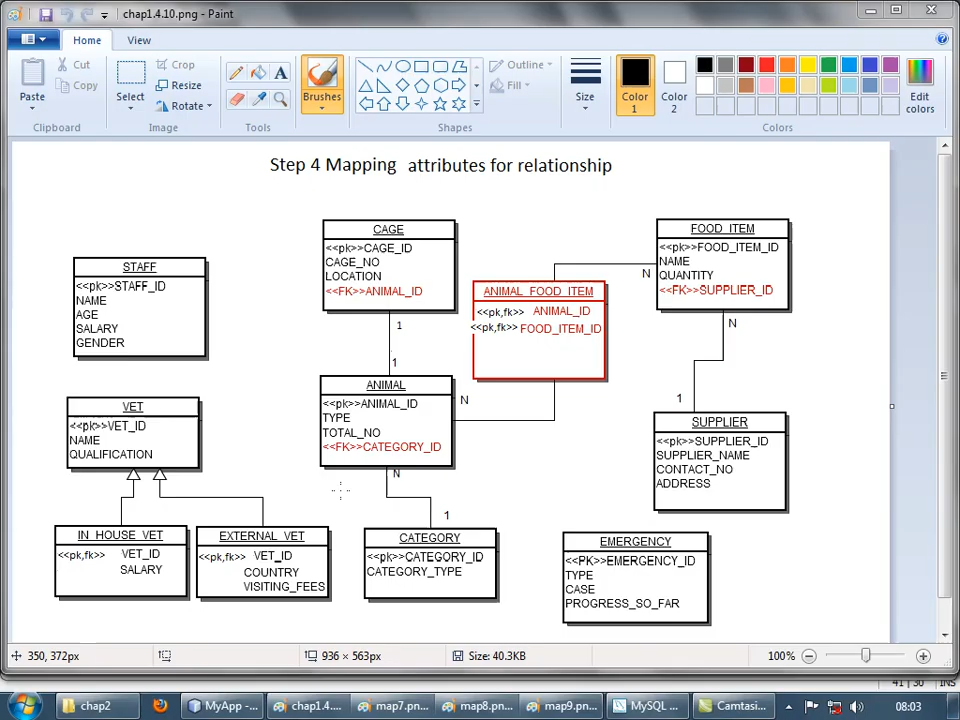 chap1.4.10.png - Paint
Home
View
Paste
Cut
Copy
Clipboard
Select
Crop
Resize
Rotate
Image
Tools
Brushes
Shapes
Outline
Fill
Size
Color 1
Color 2
Edit colors
Colors
Step 4 Mapping attributes for relationship
STAFF
<<pk>>STAFF_ID
NAME
AGE
SALARY
GENDER
CAGE
<<pk>>CAGE_ID
CAGE_NO
LOCATION
<<FK>>ANIMAL_ID
1
1
ANIMAL_FOOD_ITEM
<<pk,fk>> ANIMAL_ID
<<pk,fk>> FOOD_ITEM_ID
FOOD_ITEM
<<pk>>FOOD_ITEM_ID
NAME
QUANTITY
<<FK>>SUPPLIER_ID
N
N
1
ANIMAL
<<pk>>ANIMAL_ID
TYPE
TOTAL_NO
<<FK>>CATEGORY_ID
N
N
1
VET
<<pk>>VET_ID
NAME
QUALIFICATION
SUPPLIER
<<pk>>SUPPLIER_ID
SUPPLIER_NAME
CONTACT_NO
ADDRESS
IN_HOUSE_VET
<<pk,fk>> VET_ID
SALARY
EXTERNAL_VET
<<pk,fk>> VET_ID
COUNTRY
VISITING_FEES
CATEGORY
<<pk>>CATEGORY_ID
CATEGORY_TYPE
EMERGENCY
<<PK>>EMERGENCY_ID
TYPE
CASE
PROGRESS_SO_FAR
350, 372px
936 × 563px
Size: 40.3KB
100%
41 | 30
INS
chap2
MyApp -...
chap1.4....
map7.pn...
map8.pn...
map9.pn...
MySQL ...
Camtasi...
08:03